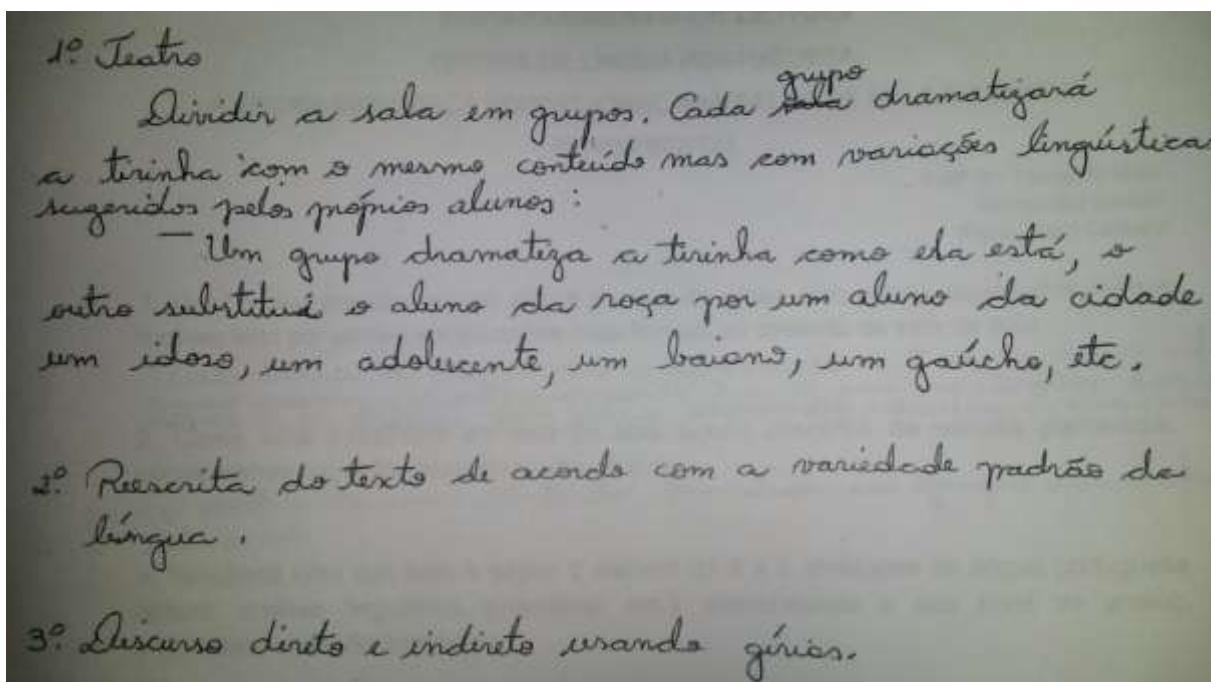 1º Teatro
Dividir a sala em grupos. Cada grupo dramatizará
a tirinha com o mesmo conteúdo mas com variações lingüísticas
sugeridos pelos próprios alunos:
— Um grupo dramatiza a tirinha como ela está, o
outro substitui o aluno da roça por um aluno da cidade
um idoso, um adolescente, um baiano, um gaúcho, etc.
2º Reescrita do texto de acordo com a variedade padrão da
língua.
3º Discurso direto e indireto usando gírias.